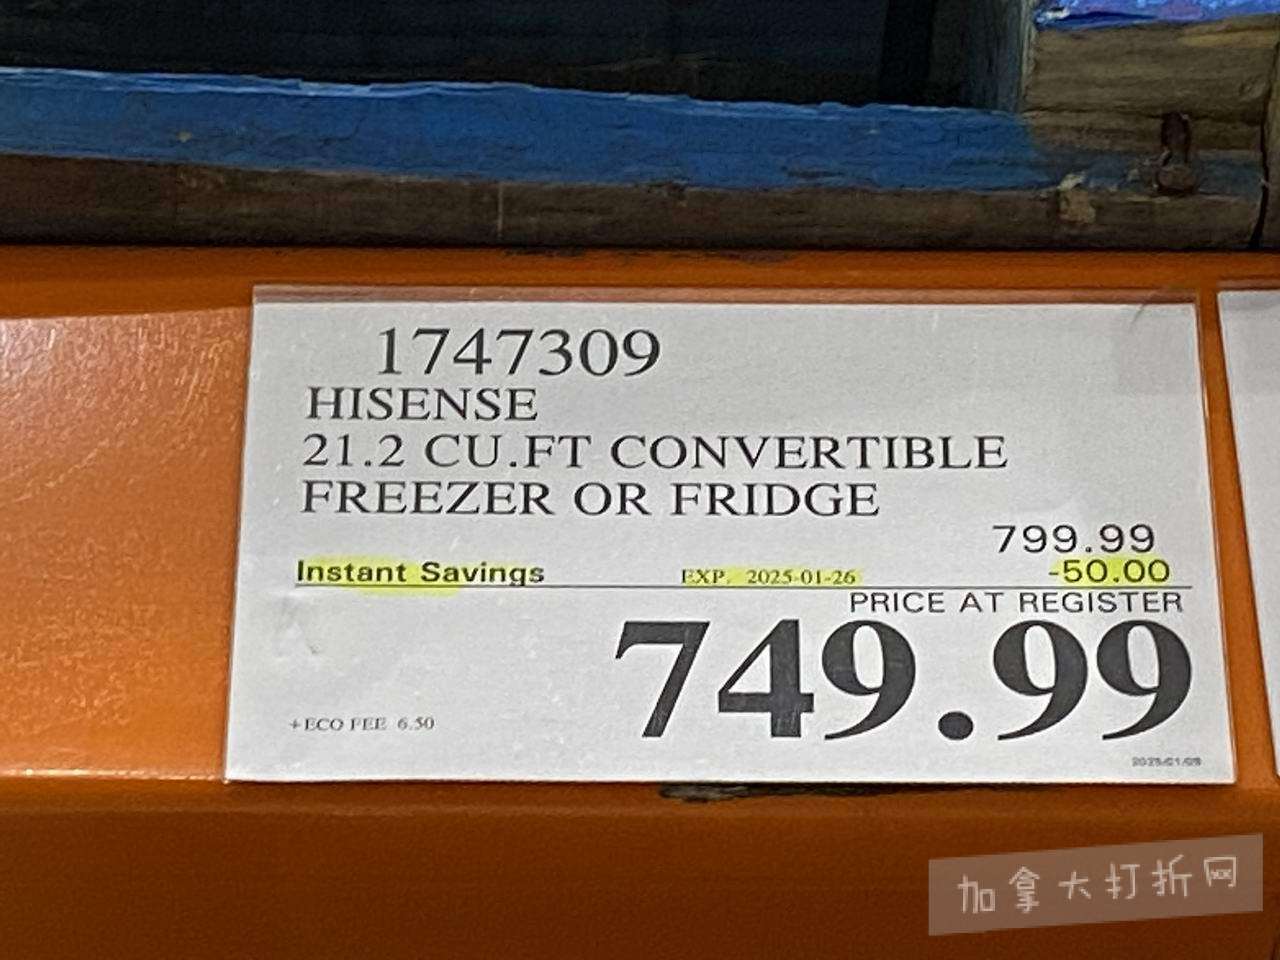 1747309
HISENSE
21.2 CU.FT CONVERTIBLE
FREEZER OR FRIDGE
799.99
Instant Savings EXP. 2025-01-26 -50.00
PRICE AT REGISTER
749.99
+ECO FEE 6.50
加拿大打折网